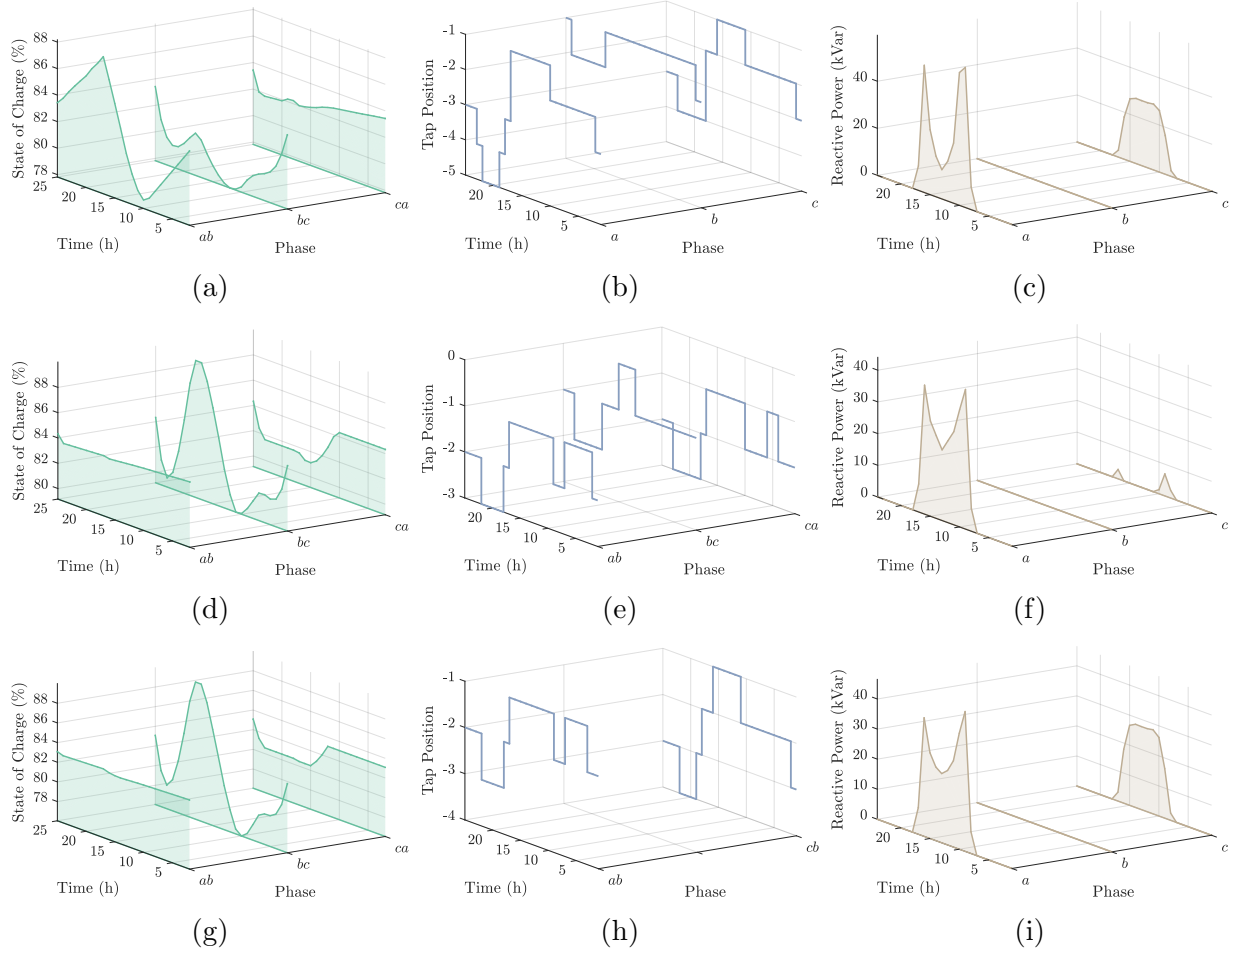 State of Charge (%)
88
86
84
82
80
78
25
20
15
10
5
Time (h)
ab
bc
ca
Phase
(a)
Tap Position
-1
-2
-3
-4
-5
20
15
10
5
Time (h)
a
b
c
Phase
(b)
Reactive Power (kVar)
40
20
0
20
15
10
5
Time (h)
a
b
c
Phase
(c)
State of Charge (%)
88
86
84
82
80
25
20
15
10
5
Time (h)
ab
bc
ca
Phase
(d)
Tap Position
0
-1
-2
-3
20
15
10
5
Time (h)
ab
bc
ca
Phase
(e)
Reactive Power (kVar)
40
30
20
10
0
20
15
10
5
Time (h)
a
b
c
Phase
(f)
State of Charge (%)
88
86
84
82
80
78
25
20
15
10
5
Time (h)
ab
bc
ca
Phase
(g)
Tap Position
-1
-2
-3
-4
20
15
10
5
Time (h)
ab
cb
Phase
(h)
Reactive Power (kVar)
40
30
20
10
0
20
15
10
5
Time (h)
a
b
c
Phase
(i)